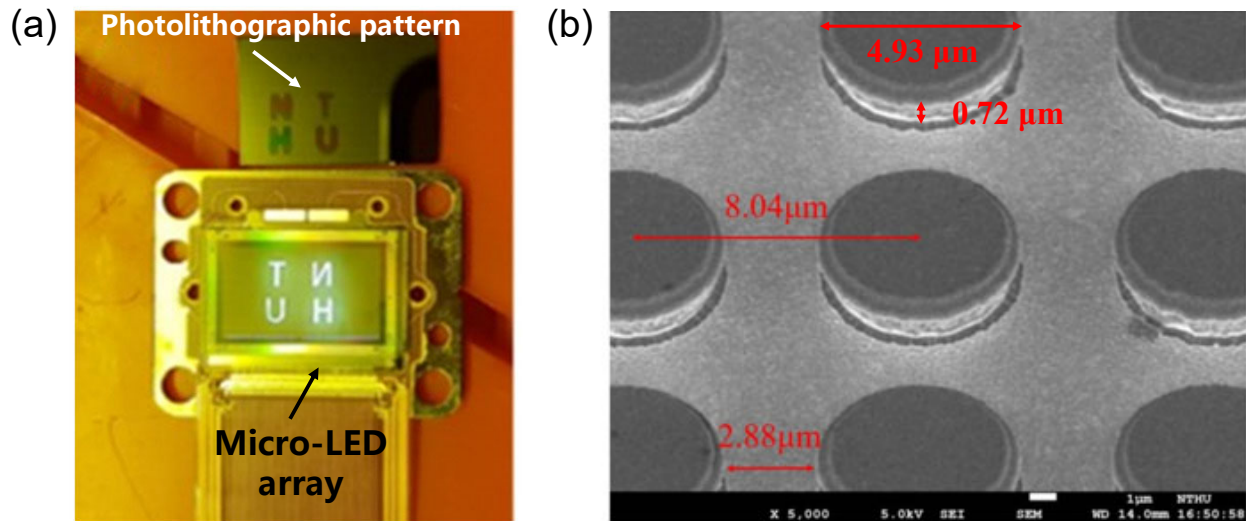 (a)
Photolithographic pattern
N T
H U
T N
U H
Micro-LED
array
(b)
4.93 μm
0.72 μm
8.04μm
2.88μm
1μm NTHU
X 5,000 5.0kV SEI SEM WD 14.0mm 16:50:58